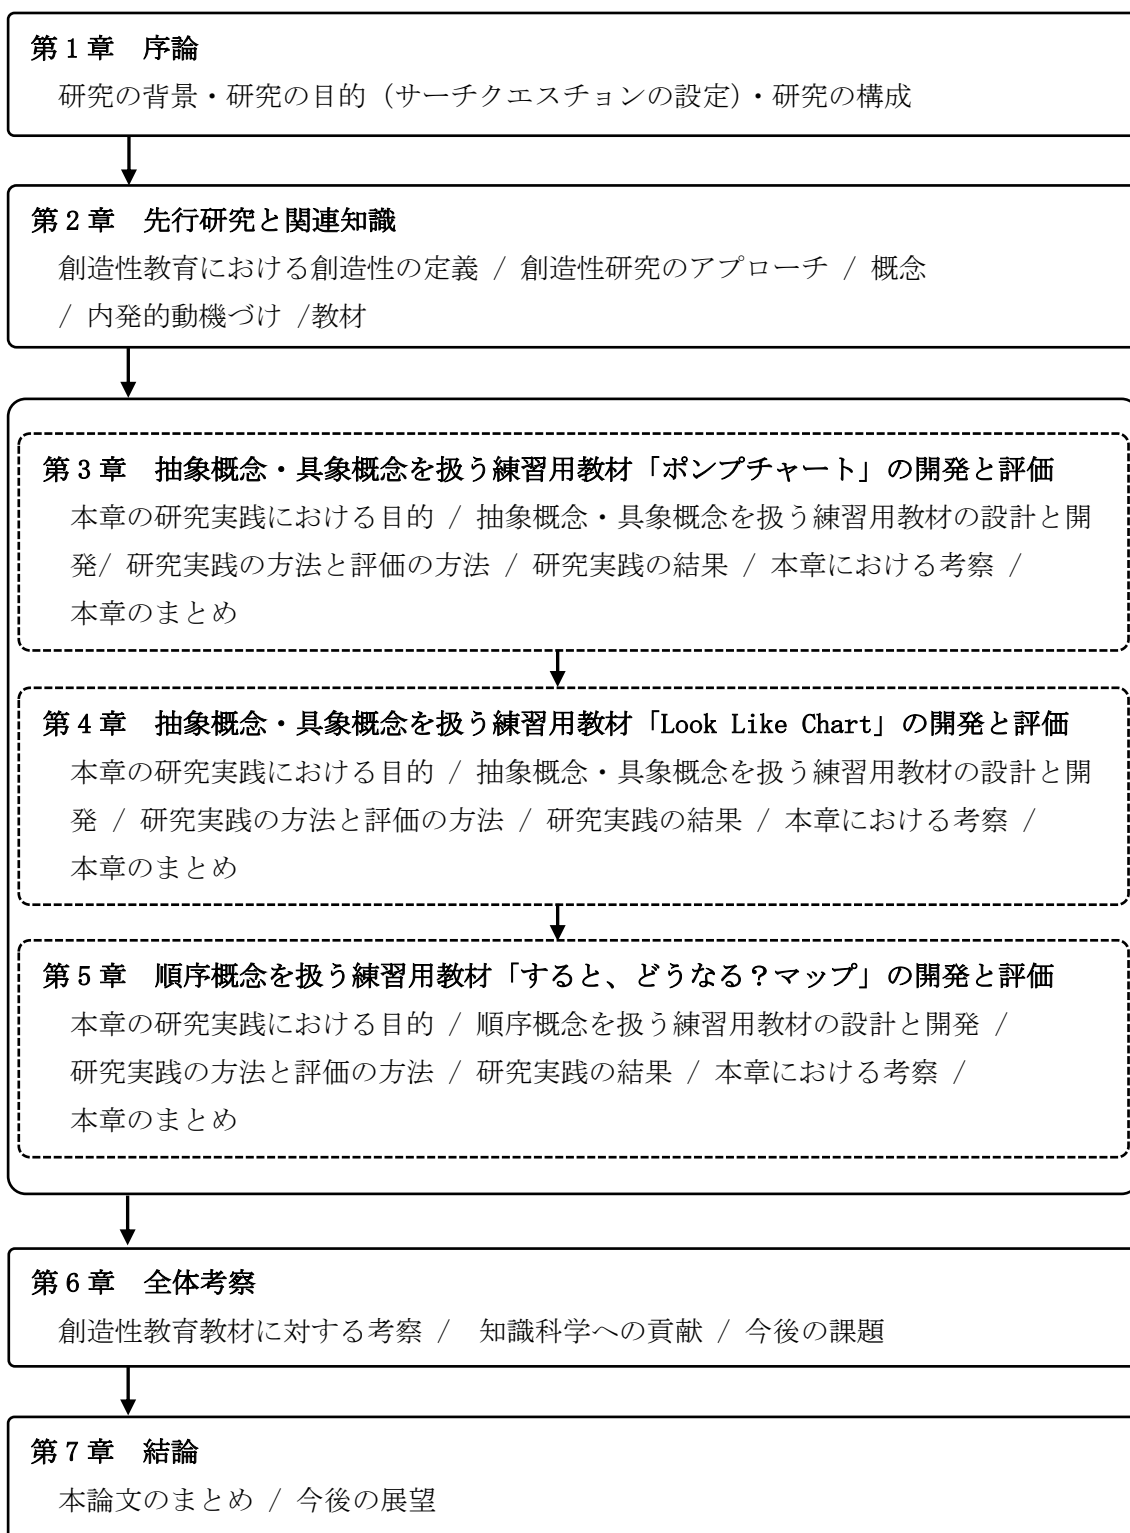 第1章　序論
研究の背景・研究の目的（サーチクエスチョンの設定）・研究の構成
第2章　先行研究と関連知識
創造性教育における創造性の定義 / 創造性研究のアプローチ / 概念
/ 内発的動機づけ /教材
第3章　抽象概念・具象概念を扱う練習用教材「ポンプチャート」の開発と評価
本章の研究実践における目的 / 抽象概念・具象概念を扱う練習用教材の設計と開
発/ 研究実践の方法と評価の方法 / 研究実践の結果 / 本章における考察 /
本章のまとめ
第4章　抽象概念・具象概念を扱う練習用教材「Look Like Chart」の開発と評価
本章の研究実践における目的 / 抽象概念・具象概念を扱う練習用教材の設計と開
発 / 研究実践の方法と評価の方法 / 研究実践の結果 / 本章における考察 /
本章のまとめ
第5章　順序概念を扱う練習用教材「すると、どうなる？マップ」の開発と評価
本章の研究実践における目的 / 順序概念を扱う練習用教材の設計と開発 /
研究実践の方法と評価の方法 / 研究実践の結果 / 本章における考察 /
本章のまとめ
第6章　全体考察
創造性教育教材に対する考察 /　知識科学への貢献 / 今後の課題
第7章　結論
本論文のまとめ / 今後の展望